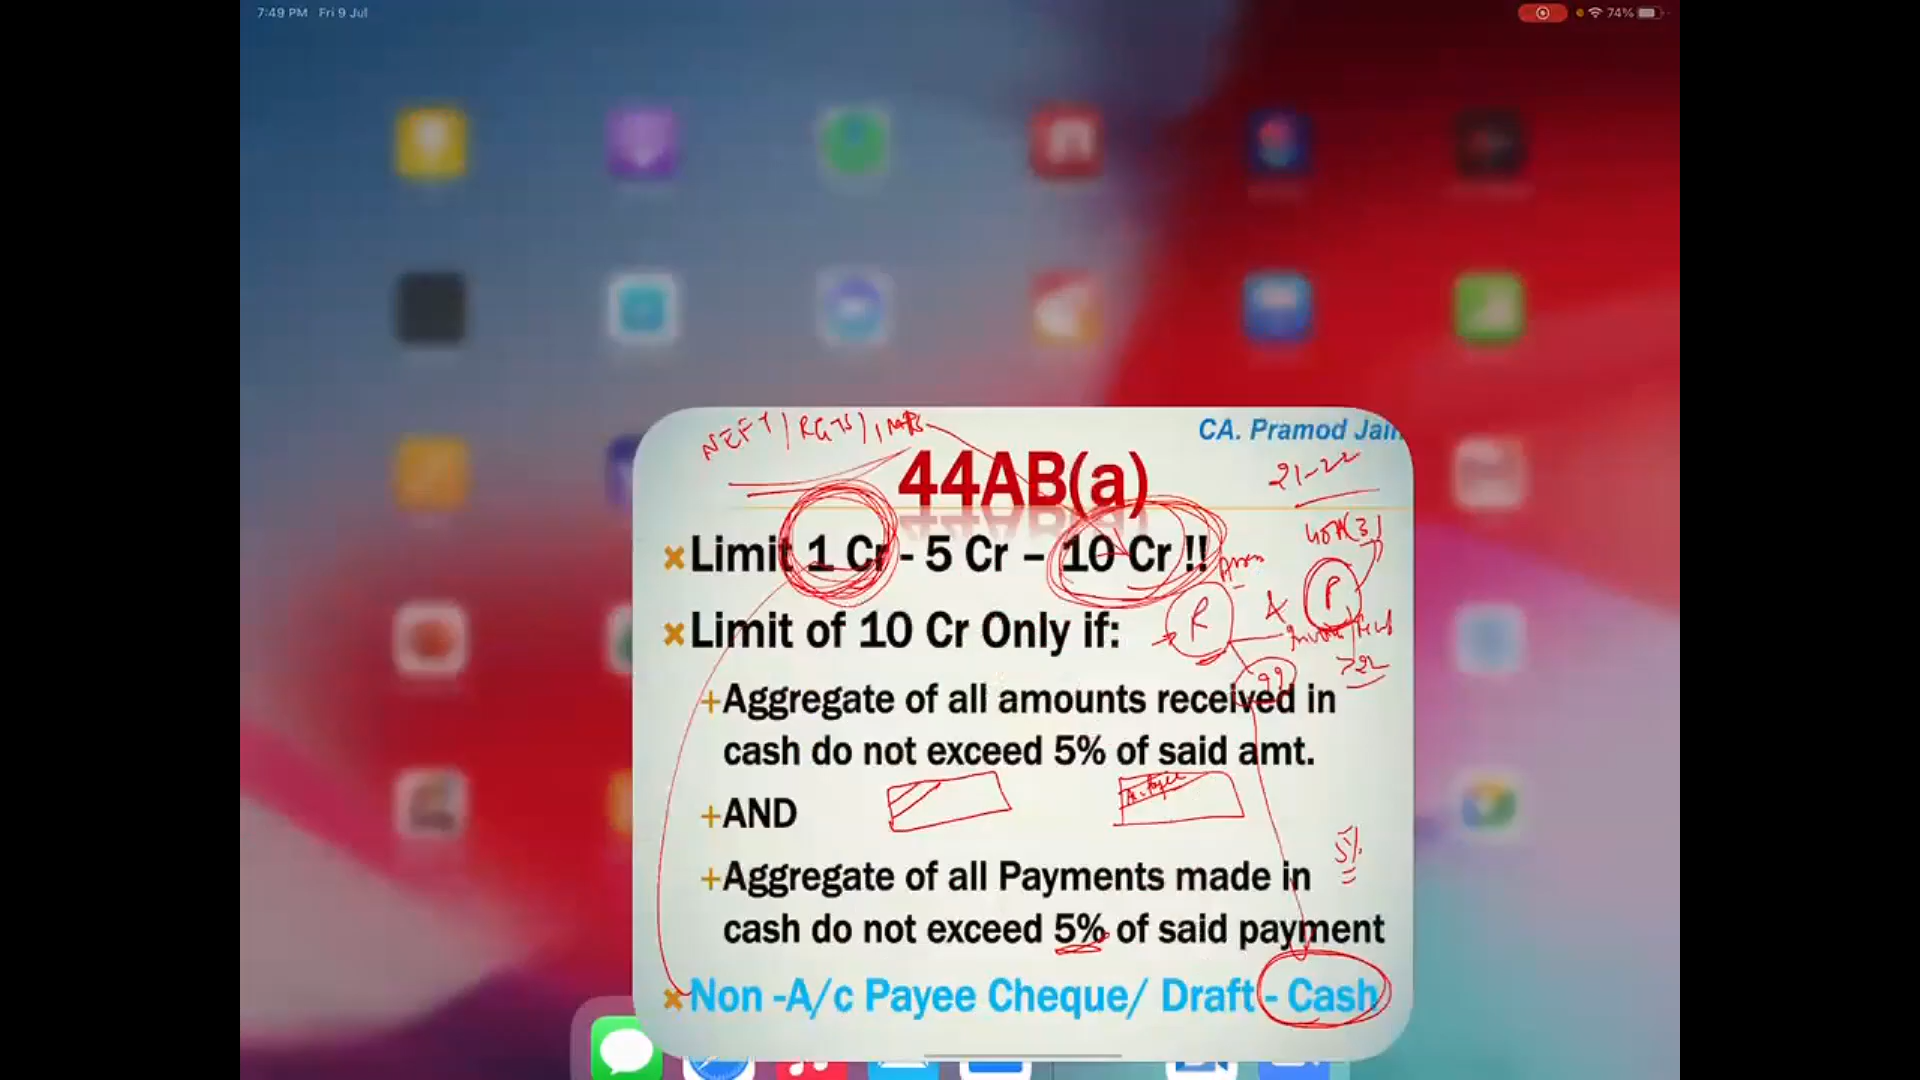 7:49 PM Fri 9 Jul
74%
NEFT / RGTS /
CA. Pramod Jain
44AB(a)
21-22
Limit 1 Cr - 5 Cr – 10 Cr !!
R & P
Limit of 10 Cr Only if:
99
Aggregate of all amounts received in
cash do not exceed 5% of said amt.
AND
Aggregate of all Payments made in
5%
cash do not exceed 5% of said payment
Non -A/c Payee Cheque/ Draft - Cash